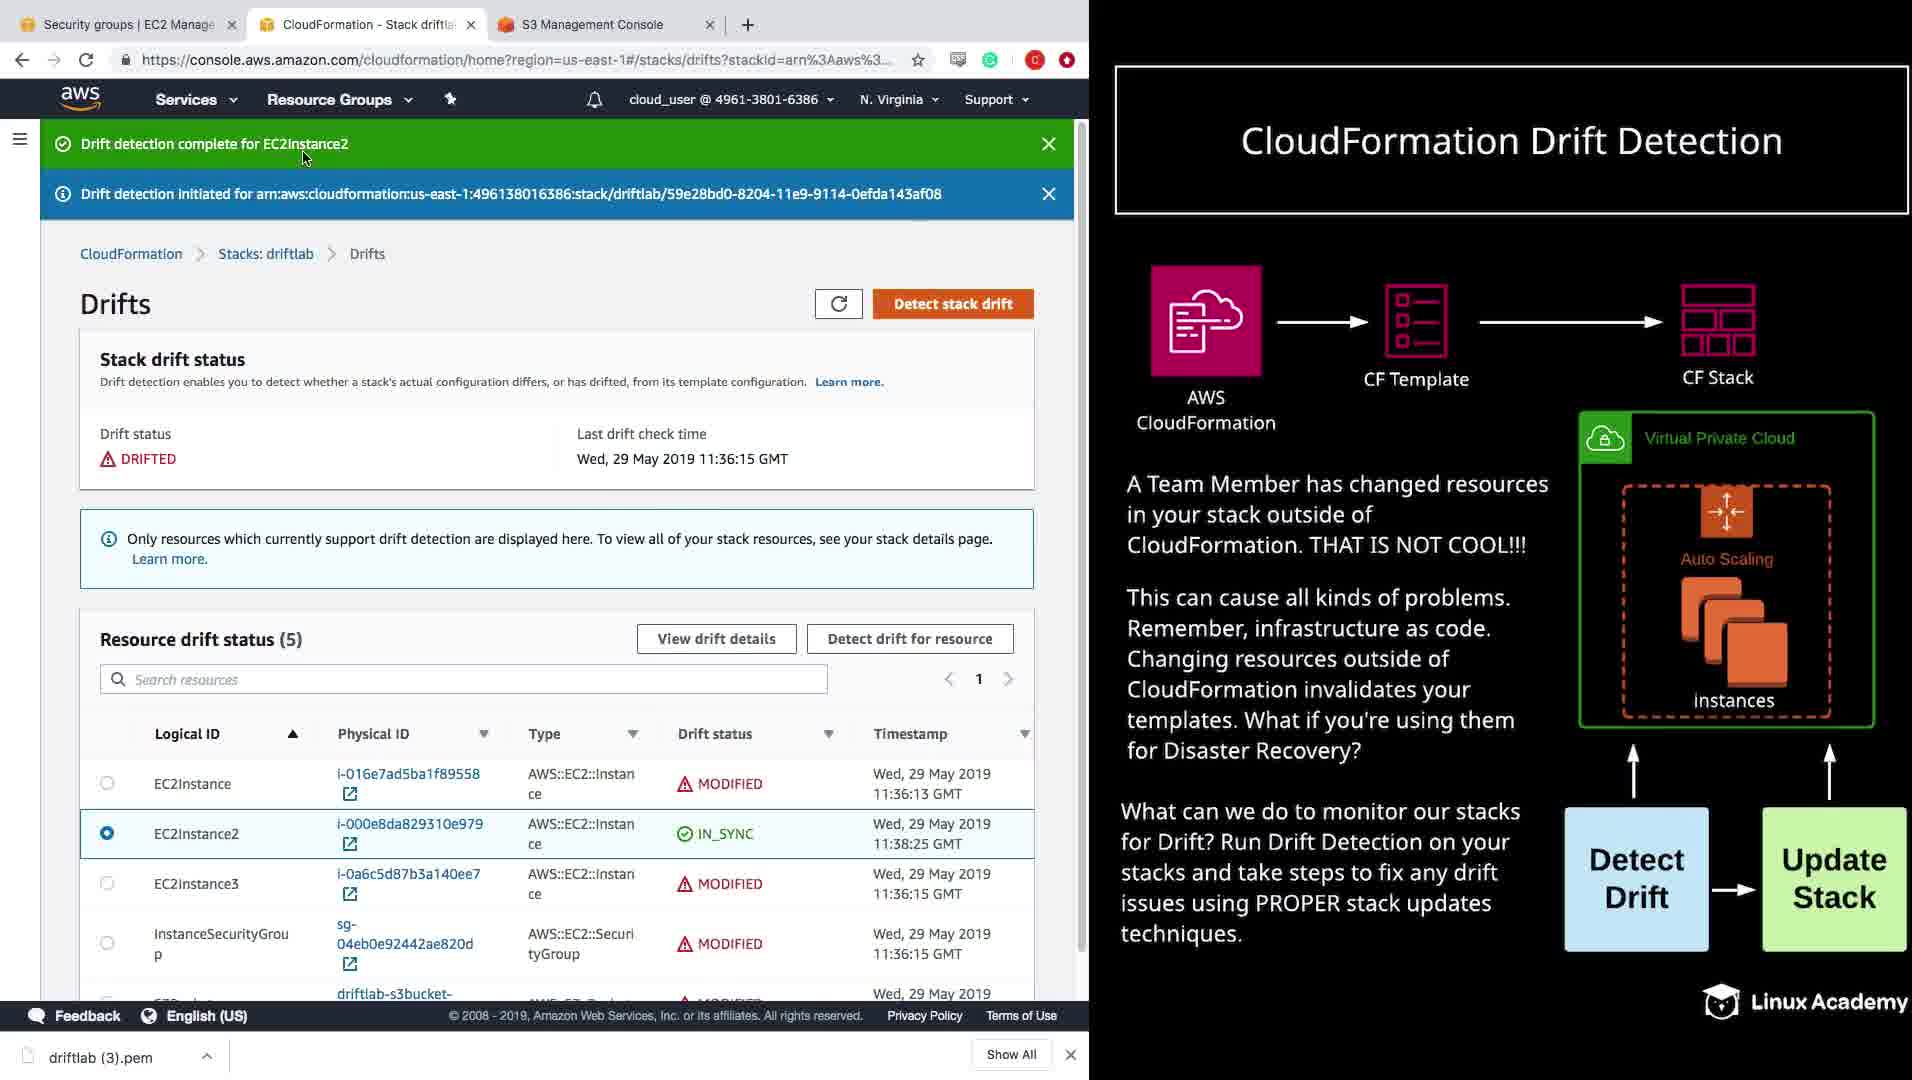 Security groups | EC2 Manage
CloudFormation - Stack driftla
S3 Management Console
https://console.aws.amazon.com/cloudformation/home?region=us-east-1#/stacks/drifts?stackid=arn%3Aaws%3...
aws
Services
Resource Groups
cloud_user @ 4961-3801-6386
N. Virginia
Support
Drift detection complete for EC2Instance2
Drift detection initiated for arn:aws:cloudformation:us-east-1:496138016386:stack/driftlab/59e28bd0-8204-11e9-9114-0efda143af08
CloudFormation
Stacks: driftlab
Drifts
Drifts
Detect stack drift
Stack drift status
Drift detection enables you to detect whether a stack's actual configuration differs, or has drifted, from its template configuration. Learn more.
Drift status
Last drift check time
DRIFTED
Wed, 29 May 2019 11:36:15 GMT
Only resources which currently support drift detection are displayed here. To view all of your stack resources, see your stack details page.
Learn more.
Resource drift status (5)
View drift details
Detect drift for resource
Search resources
1
Logical ID
Physical ID
Type
Drift status
Timestamp
EC2Instance
i-016e7ad5ba1f89558
AWS::EC2::Instan
ce
MODIFIED
Wed, 29 May 2019
11:36:13 GMT
EC2Instance2
i-000e8da829310e979
AWS::EC2::Instan
ce
IN_SYNC
Wed, 29 May 2019
11:38:25 GMT
EC2Instance3
i-0a6c5d87b3a140ee7
AWS::EC2::Instan
ce
MODIFIED
Wed, 29 May 2019
11:36:15 GMT
InstanceSecurityGrou
p
sg-
04eb0e92442ae820d
AWS::EC2::Securi
tyGroup
MODIFIED
Wed, 29 May 2019
11:36:15 GMT
driftlab-s3bucket-
Wed, 29 May 2019
Feedback
English (US)
© 2008 - 2019, Amazon Web Services, Inc. or its affiliates. All rights reserved.
Privacy Policy
Terms of Use
driftlab (3).pem
Show All
CloudFormation Drift Detection
AWS
CloudFormation
CF Template
CF Stack
A Team Member has changed resources
in your stack outside of
CloudFormation. THAT IS NOT COOL!!!
This can cause all kinds of problems.
Remember, infrastructure as code.
Changing resources outside of
CloudFormation invalidates your
templates. What if you're using them
for Disaster Recovery?
What can we do to monitor our stacks
for Drift? Run Drift Detection on your
stacks and take steps to fix any drift
issues using PROPER stack updates
techniques.
Virtual Private Cloud
Auto Scaling
instances
Detect
Drift
Update
Stack
Linux Academy